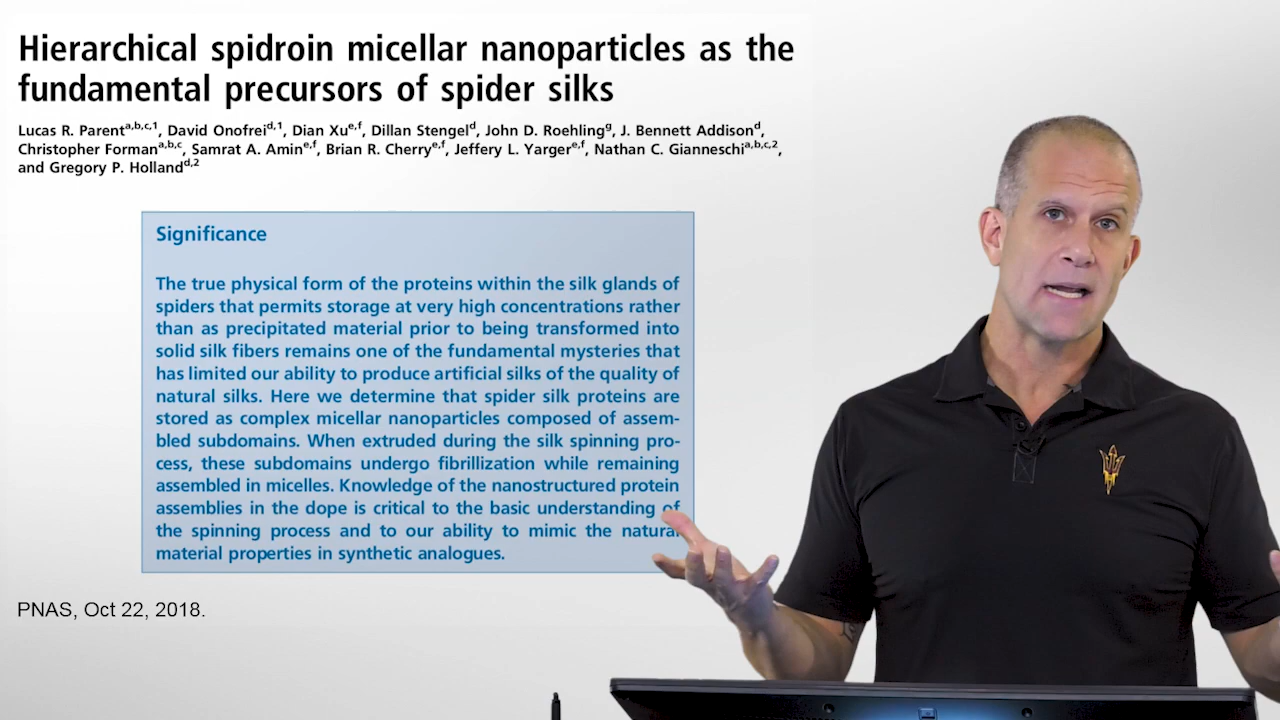 Hierarchical spidroin micellar nanoparticles as the
fundamental precursors of spider silks
Lucas R. Parenta,b,c,1, David Onofreid,1, Dian Xue,f, Dillan Stengeld, John D. Roehlingg, J. Bennett Addisond,
Christopher Formana,b,c, Samrat A. Amine,f, Brian R. Cherrye,f, Jeffery L. Yargere,f, Nathan C. Gianneschia,b,c,2,
and Gregory P. Hollandd,2
Significance
The true physical form of the proteins within the silk glands of
spiders that permits storage at very high concentrations rather
than as precipitated material prior to being transformed into
solid silk fibers remains one of the fundamental mysteries that
has limited our ability to produce artificial silks of the quality of
natural silks. Here we determine that spider silk proteins are
stored as complex micellar nanoparticles composed of assem-
bled subdomains. When extruded during the silk spinning pro-
cess, these subdomains undergo fibrillization while remaining
assembled in micelles. Knowledge of the nanostructured protein
assemblies in the dope is critical to the basic understanding of
the spinning process and to our ability to mimic the natural
material properties in synthetic analogues.
PNAS, Oct 22, 2018.